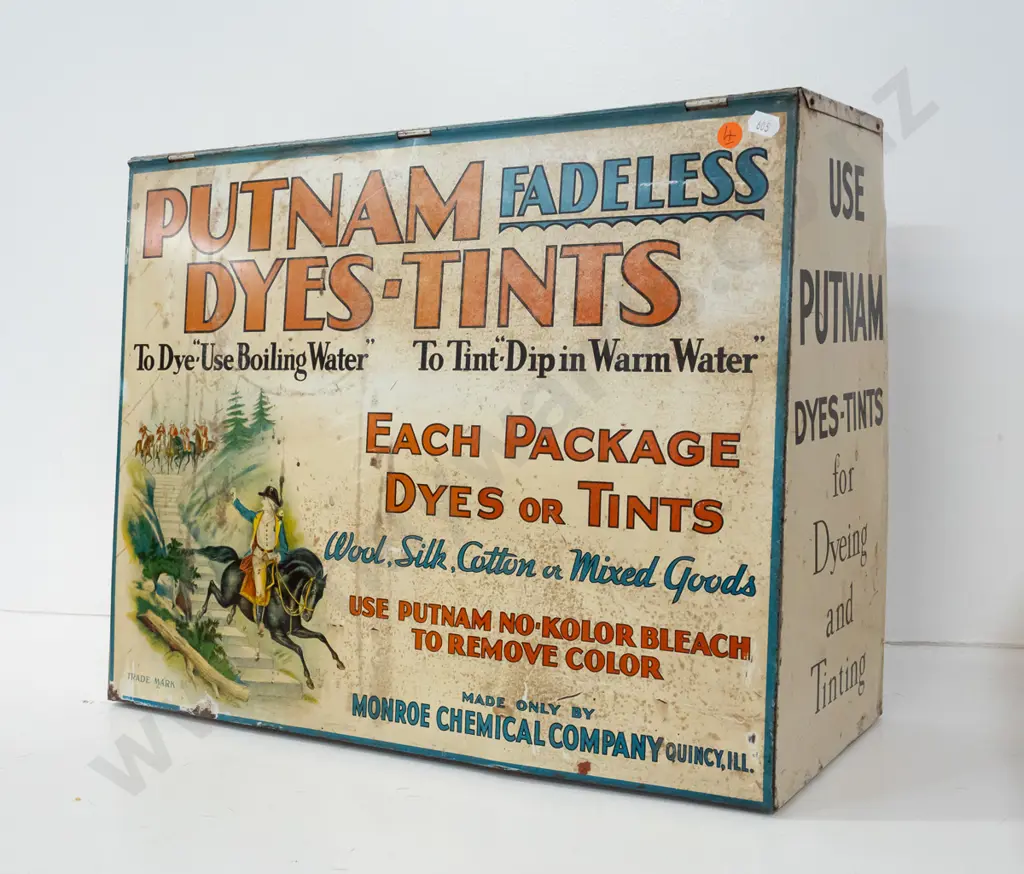 PUTNAM FADELESS
DYES-TINTS
To Dye "Use Boiling Water" To Tint "Dip in Warm Water"
EACH PACKAGE
DYES OR TINTS
Wool, Silk, Cotton or Mixed Goods
USE PUTNAM NO-KOLOR BLEACH
TO REMOVE COLOR
TRADE MARK
MADE ONLY BY
MONROE CHEMICAL COMPANY QUINCY, ILL.
USE
PUTNAM
DYES-TINTS
for
Dyeing
and
Tinting